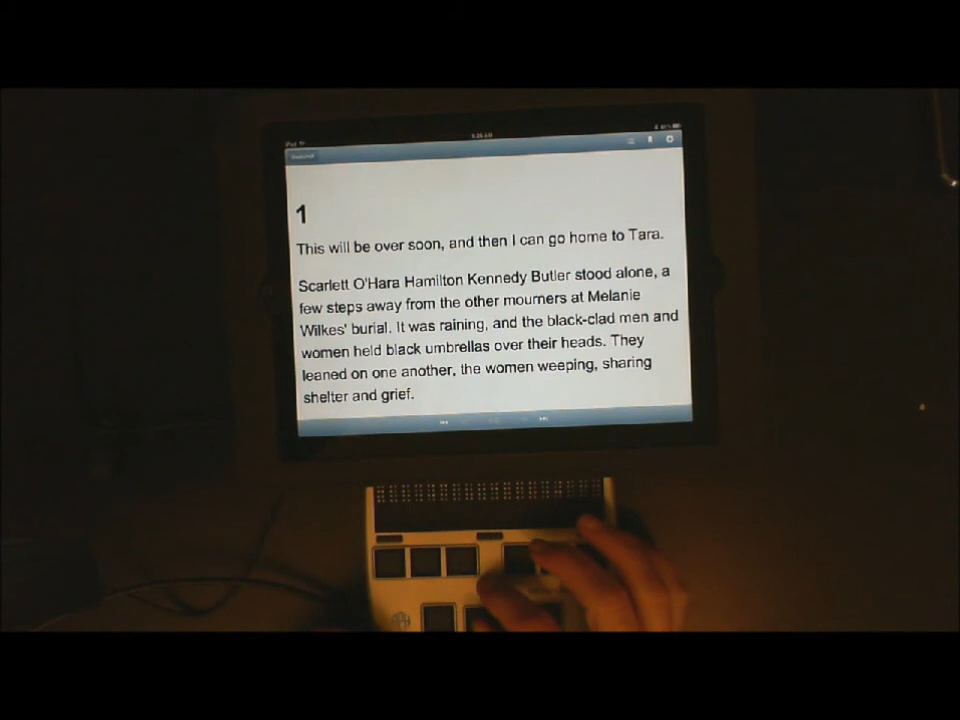 iPad
1
This will be over soon, and then I can go home to Tara.
Scarlett O'Hara Hamilton Kennedy Butler stood alone, a
few steps away from the other mourners at Melanie
Wilkes' burial. It was raining, and the black-clad men and
women held black umbrellas over their heads. They
leaned on one another, the women weeping, sharing
shelter and grief.